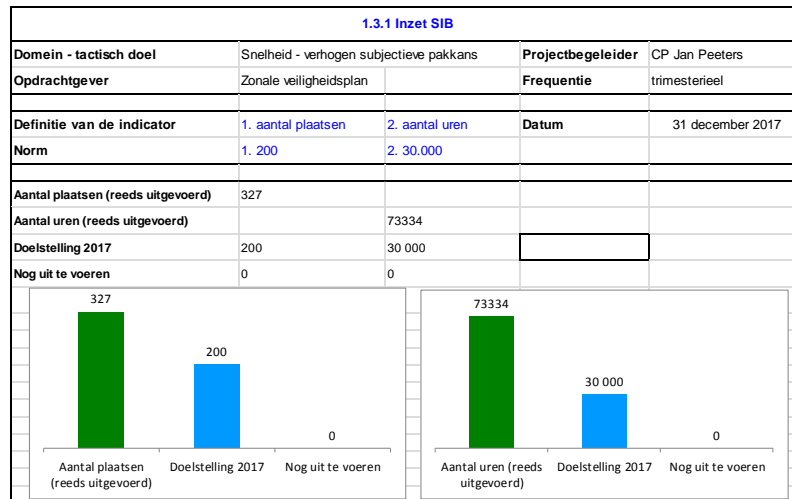 1.3.1 Inzet SIB
Domein - tactisch doel Snelheid - verhogen subjectieve pakkans Projectbegeleider CP Jan Peeters
Opdrachtgever Zonale veiligheidsplan Frequentie trimesterieel
Definitie van de indicator 1. aantal plaatsen 2. aantal uren Datum 31 december 2017
Norm 1. 200 2. 30.000
Aantal plaatsen (reeds uitgevoerd) 327
Aantal uren (reeds uitgevoerd) 73334
Doelstelling 2017 200 30 000
Nog uit te voeren 0 0
327
200
0
Aantal plaatsen (reeds uitgevoerd) Doelstelling 2017 Nog uit te voeren
73334
30 000
0
Aantal uren (reeds uitgevoerd) Doelstelling 2017 Nog uit te voeren